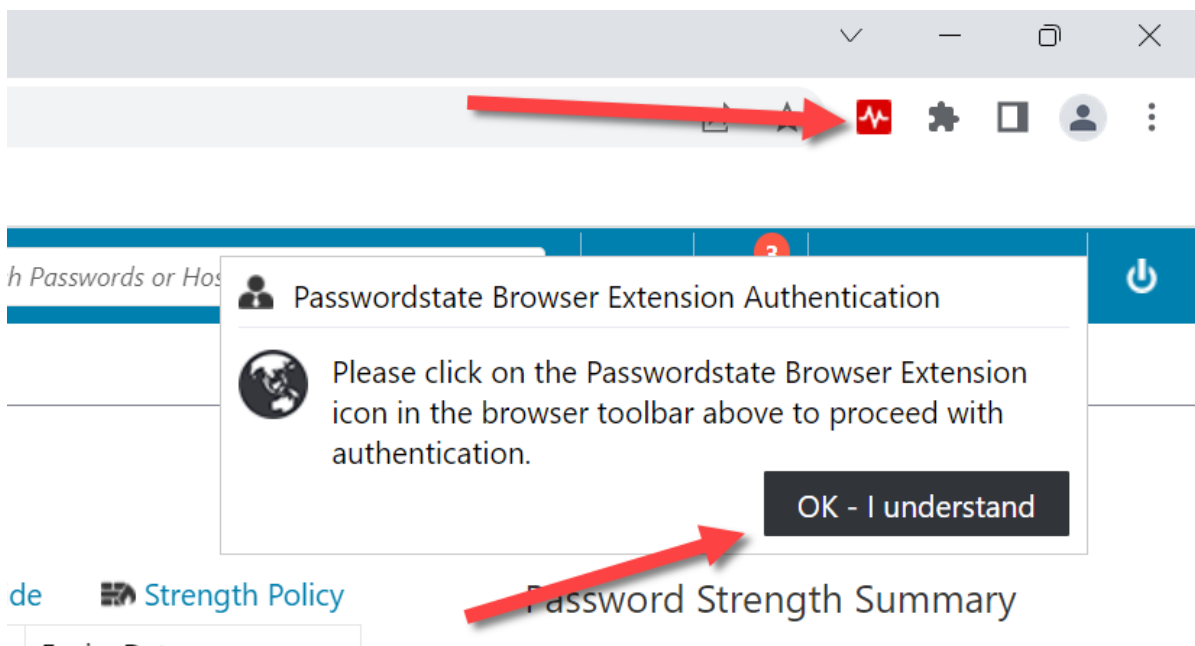 3
h Passwords or Hos
Passwordstate Browser Extension Authentication
Please click on the Passwordstate Browser Extension
icon in the browser toolbar above to proceed with
authentication.
OK - I understand
de Strength Policy
Password Strength Summary